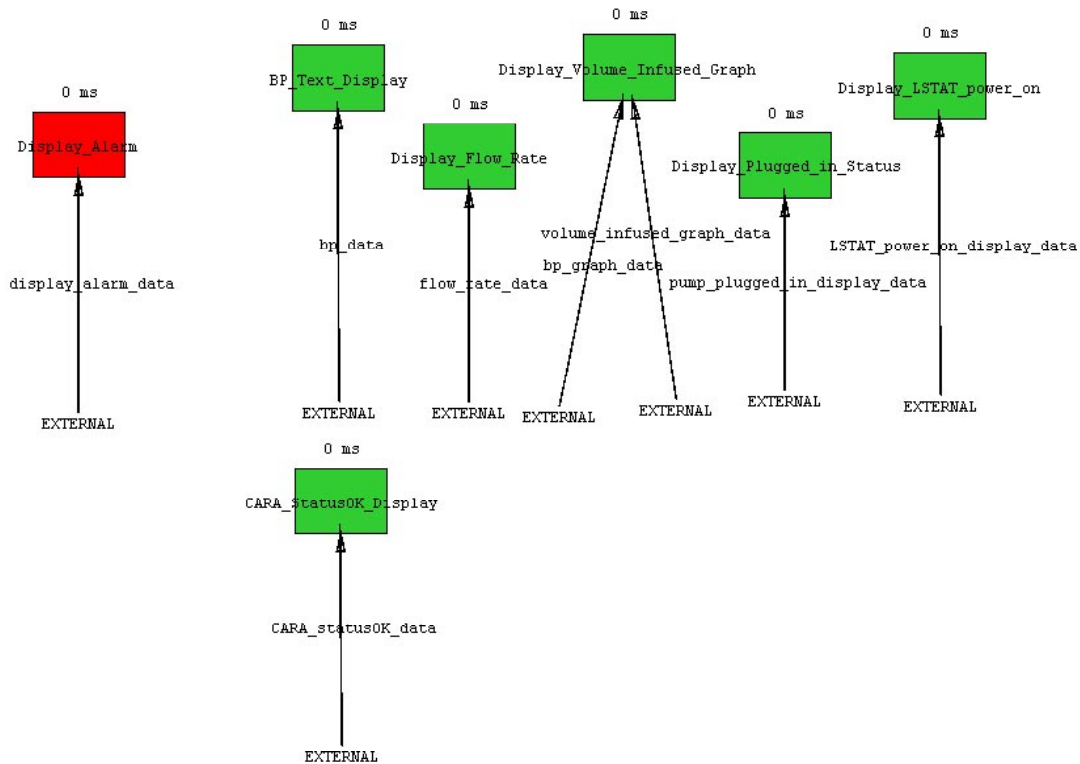 0 ms
Display_Alarm
display_alarm_data
EXTERNAL
0 ms
BP_Text_Display
bp_data
EXTERNAL
0 ms
Display_Flow_Rate
flow_rate_data
EXTERNAL
0 ms
Display_Volume_Infused_Graph
volume_infused_graph_data
bp_graph_data
EXTERNAL
EXTERNAL
0 ms
Display_Plugged_in_Status
pump_plugged_in_display_data
EXTERNAL
0 ms
Display_LSTAT_power_on
LSTAT_power_on_display_data
EXTERNAL
0 ms
CARA_StatusOK_Display
CARA_statusOK_data
EXTERNAL